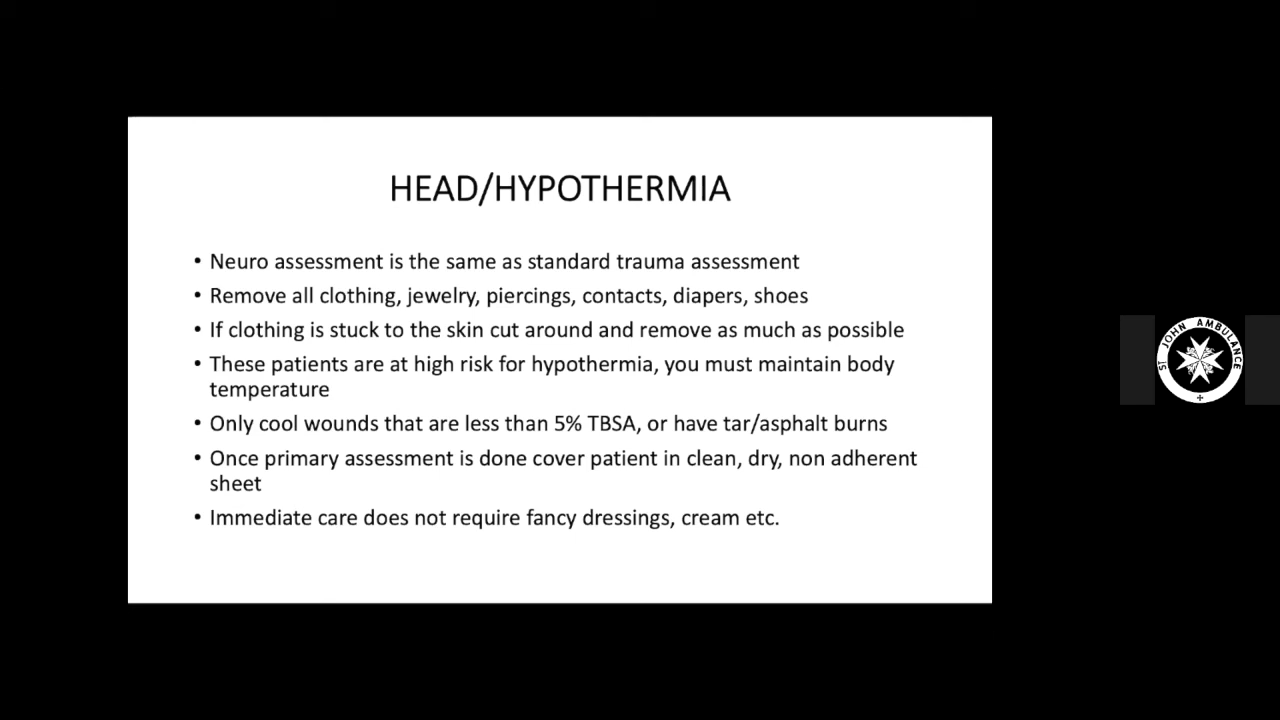 HEAD/HYPOTHERMIA
• Neuro assessment is the same as standard trauma assessment
• Remove all clothing, jewelry, piercings, contacts, diapers, shoes
• If clothing is stuck to the skin cut around and remove as much as possible
• These patients are at high risk for hypothermia, you must maintain body
temperature
• Only cool wounds that are less than 5% TBSA, or have tar/asphalt burns
• Once primary assessment is done cover patient in clean, dry, non adherent
sheet
• Immediate care does not require fancy dressings, cream etc.
ST JOHN AMBULANCE